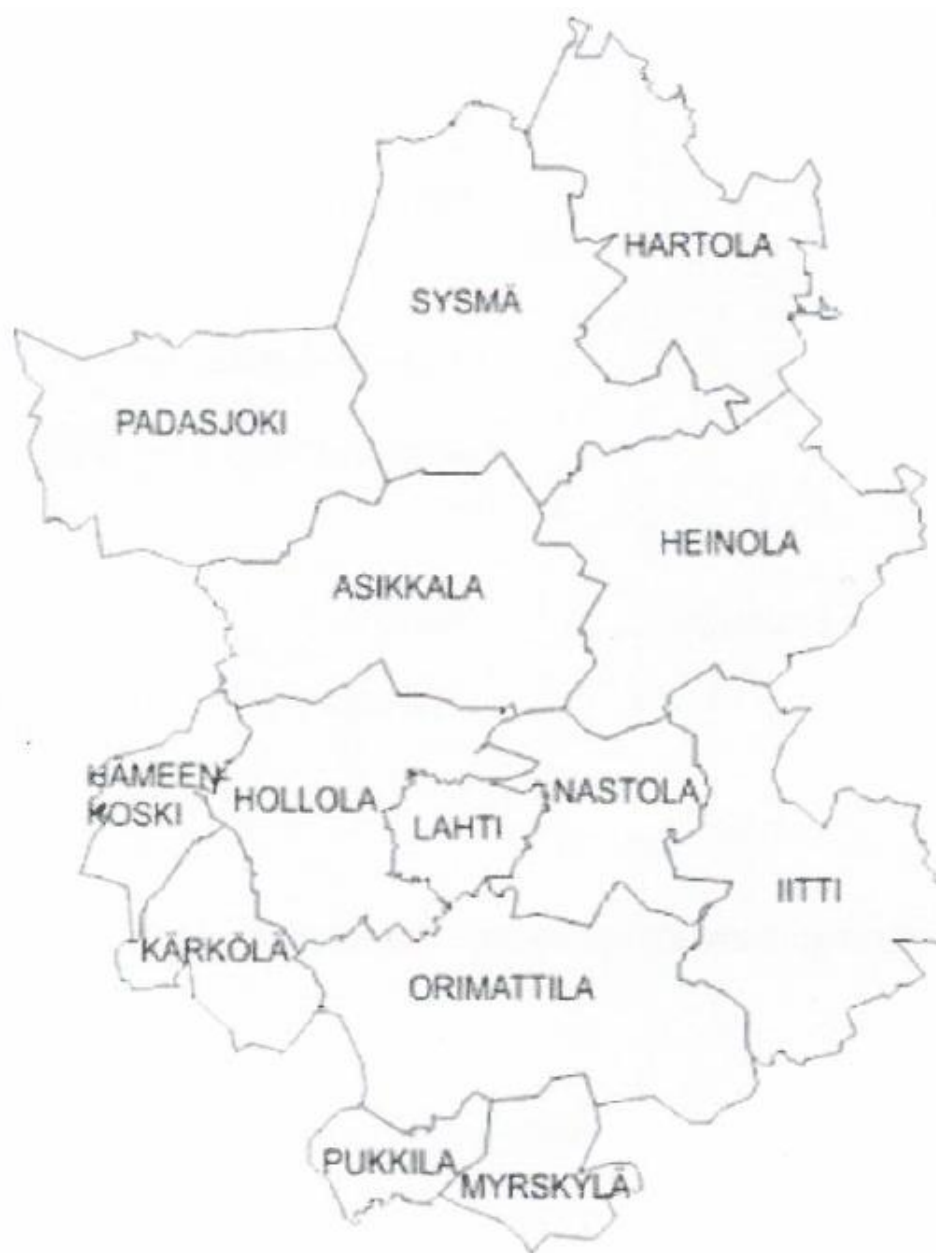 HARTOLA
SYSMÄ
PADASJOKI
HEINOLA
ASIKKALA
HÄMEEN-
KOSKI
HOLLOLA
NASTOLA
LAHTI
IITTI
KÄRKÖLÄ
ORIMATTILA
PUKKILA
MYRSKYLÄ